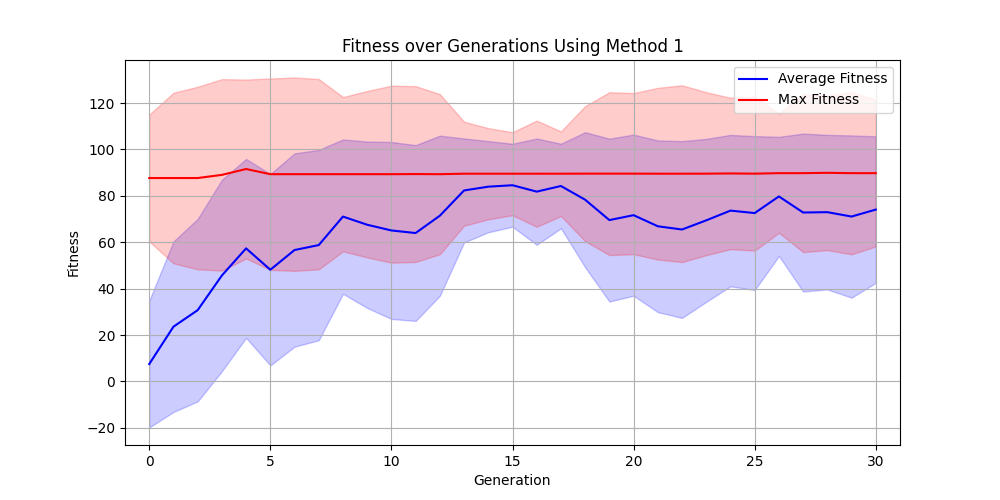 Fitness over Generations Using Method 1
Average Fitness
Max Fitness
120
100
80
60
40
20
0
−20
Fitness
0 5 10 15 20 25 30
Generation